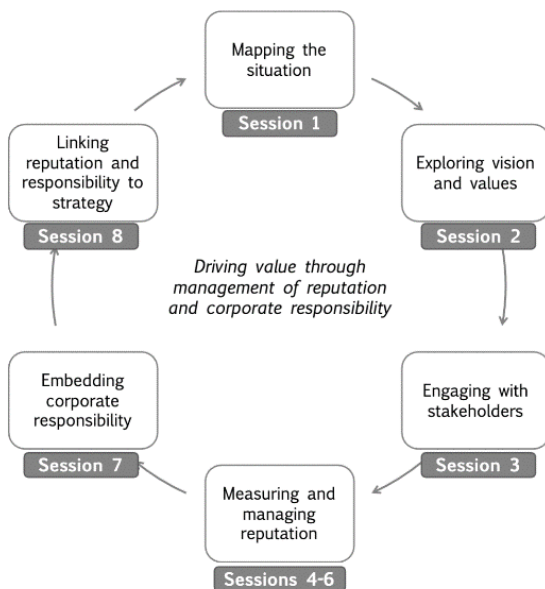 Mapping the
situation
Session 1
Exploring vision
and values
Session 2
Engaging with
stakeholders
Session 3
Measuring and
managing
reputation
Sessions 4-6
Embedding
corporate
responsibility
Session 7
Linking
reputation and
responsibility to
strategy
Session 8
Driving value through
management of reputation
and corporate responsibility